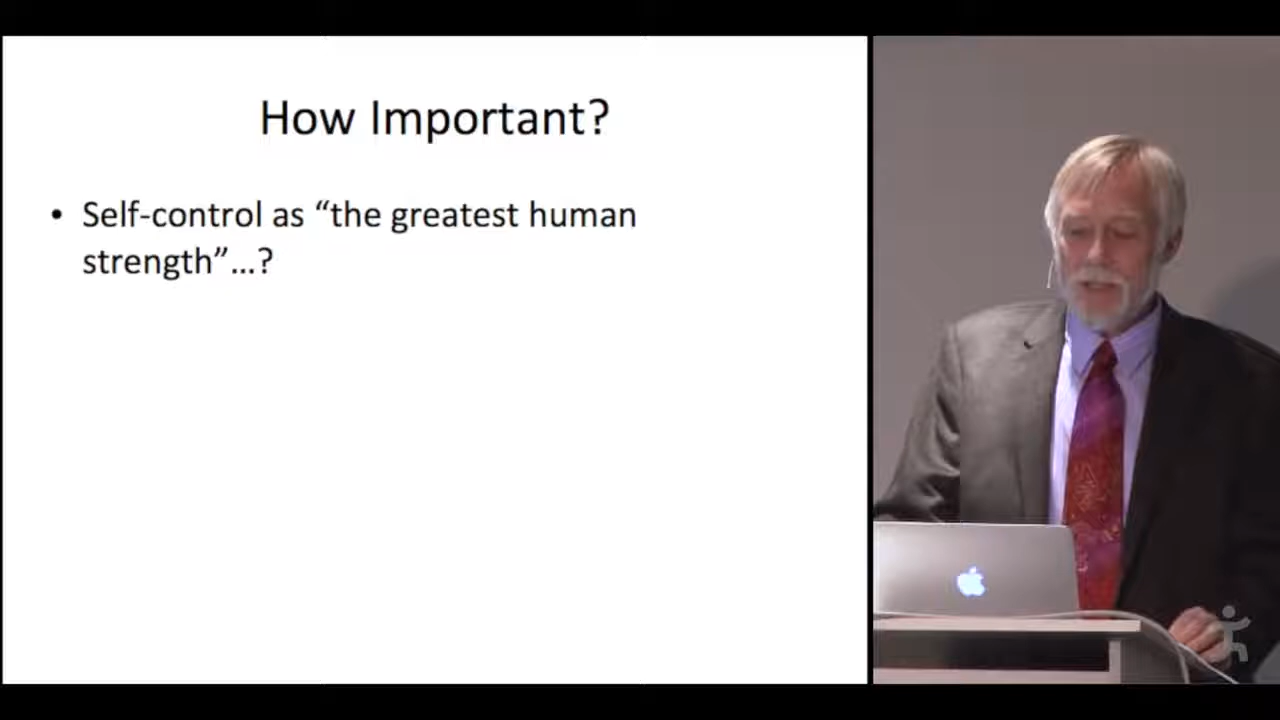 How Important?
• Self-control as “the greatest human
strength”...?